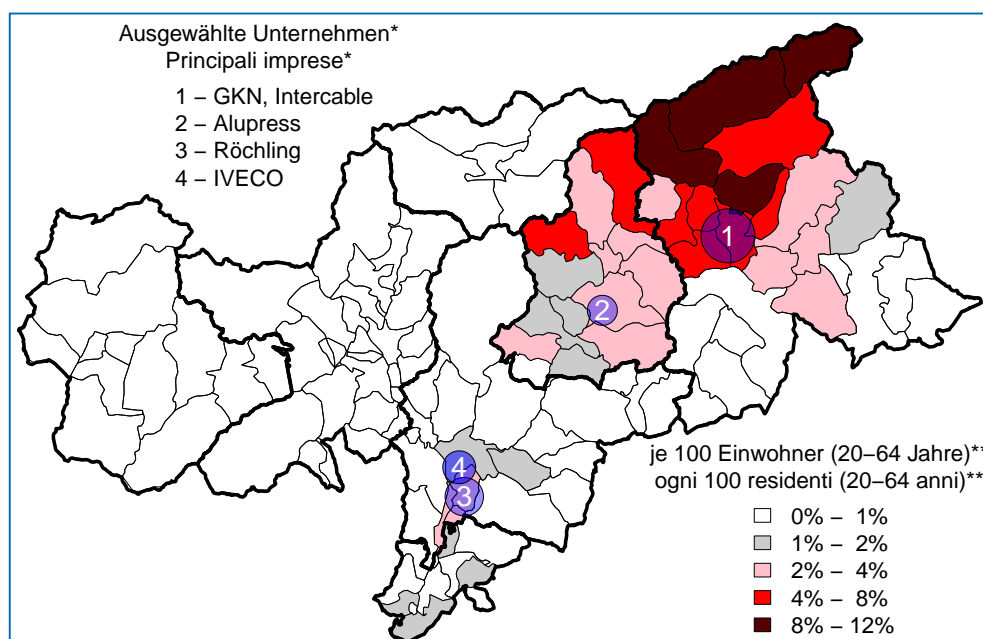 Ausgewählte Unternehmen*
Principali imprese*
1 – GKN, Intercable
2 – Alupress
3 – Röchling
4 – IVECO
1
2
4
3
je 100 Einwohner (20–64 Jahre)**
ogni 100 residenti (20–64 anni)**
0% – 1%
1% – 2%
2% – 4%
4% – 8%
8% – 12%